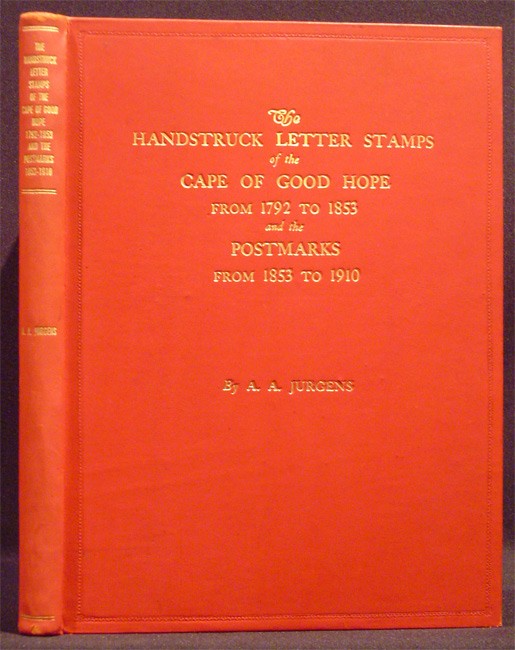 THE
HANDSTRUCK
LETTER
STAMPS
OF THE
CAPE OF GOOD
HOPE
1792-1853
AND THE
POSTMARKS
1853-1910
A. A. JURGENS
The
HANDSTRUCK LETTER STAMPS
of the
CAPE OF GOOD HOPE
FROM 1792 TO 1853
and the
POSTMARKS
FROM 1853 TO 1910
By A. A. JURGENS